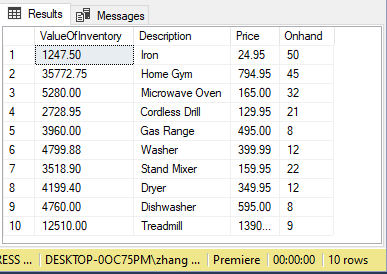 Results Messages
ValueOfInventory Description Price Onhand
1 1247.50 Iron 24.95 50
2 35772.75 Home Gym 794.95 45
3 5280.00 Microwave Oven 165.00 32
4 2728.95 Cordless Drill 129.95 21
5 3960.00 Gas Range 495.00 8
6 4799.88 Washer 399.99 12
7 3518.90 Stand Mixer 159.95 22
8 4199.40 Dryer 349.95 12
9 4760.00 Dishwasher 595.00 8
10 12510.00 Treadmill 1390... 9
RESS ... DESKTOP-0OC75PM\zhang ... Premiere 00:00:00 10 rows